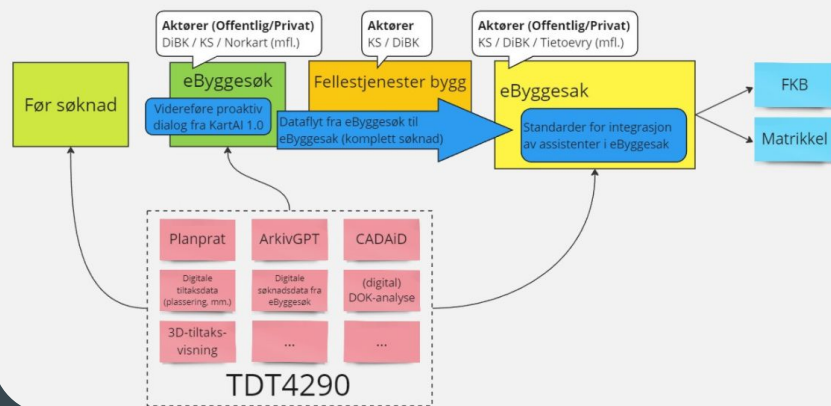 Aktører (Offentlig/Privat)
DiBK / KS / Norkart (mfl.)
Aktører
KS / DiBK
Aktører (Offentlig/Privat)
KS / DiBK / Tietoevry (mfl.)
Før søknad
eByggesøk
Videreføre proaktiv
dialog fra KartAI 1.0
Fellestjenester bygg
Dataflyt fra eByggesøk til
eByggesak (komplett søknad)
eByggesak
Standarder for integrasjon
av assistenter i eByggesak
FKB
Matrikkel
Planprat
ArkivGPT
CADAiD
Digitale
tiltaksdata
(plassering, mm.)
Digitale
søknadsdata fra
eByggesøk
(digital)
DOK-analyse
3D-tiltaks-
visning
...
...
TDT4290